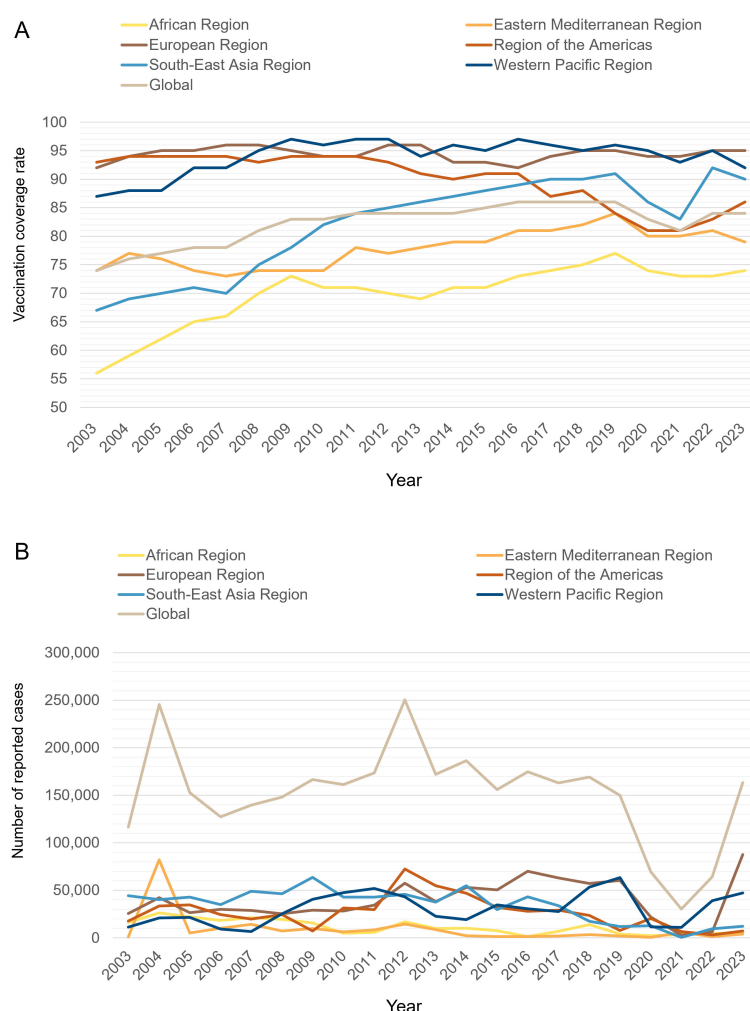 A
African Region Eastern Mediterranean Region
European Region Region of the Americas
South-East Asia Region Western Pacific Region
Global
100
95
90
85
80
75
70
65
60
55
50
Vaccination coverage rate
2003 2004 2005 2006 2007 2008 2009 2010 2011 2012 2013 2014 2015 2016 2017 2018 2019 2020 2021 2022 2023
Year
B
African Region Eastern Mediterranean Region
European Region Region of the Americas
South-East Asia Region Western Pacific Region
Global
300,000
250,000
200,000
150,000
100,000
50,000
0
Number of reported cases
2003 2004 2005 2006 2007 2008 2009 2010 2011 2012 2013 2014 2015 2016 2017 2018 2019 2020 2021 2022 2023
Year